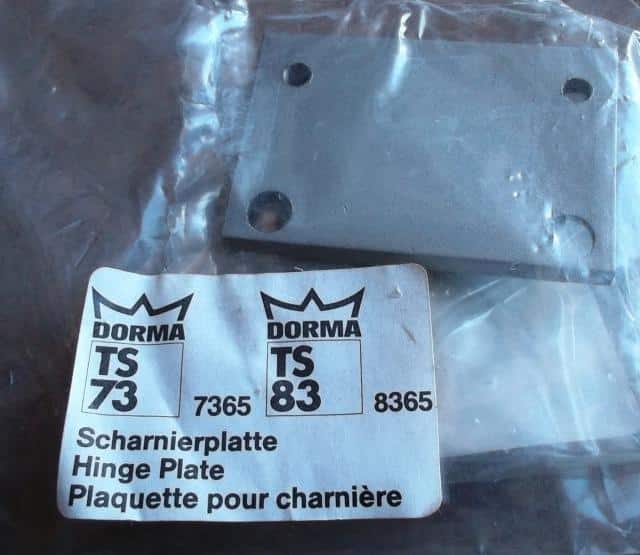 DORMA DORMA
TS TS
73 7365 83 8365
Scharnierplatte
Hinge Plate
Plaquette pour charnière